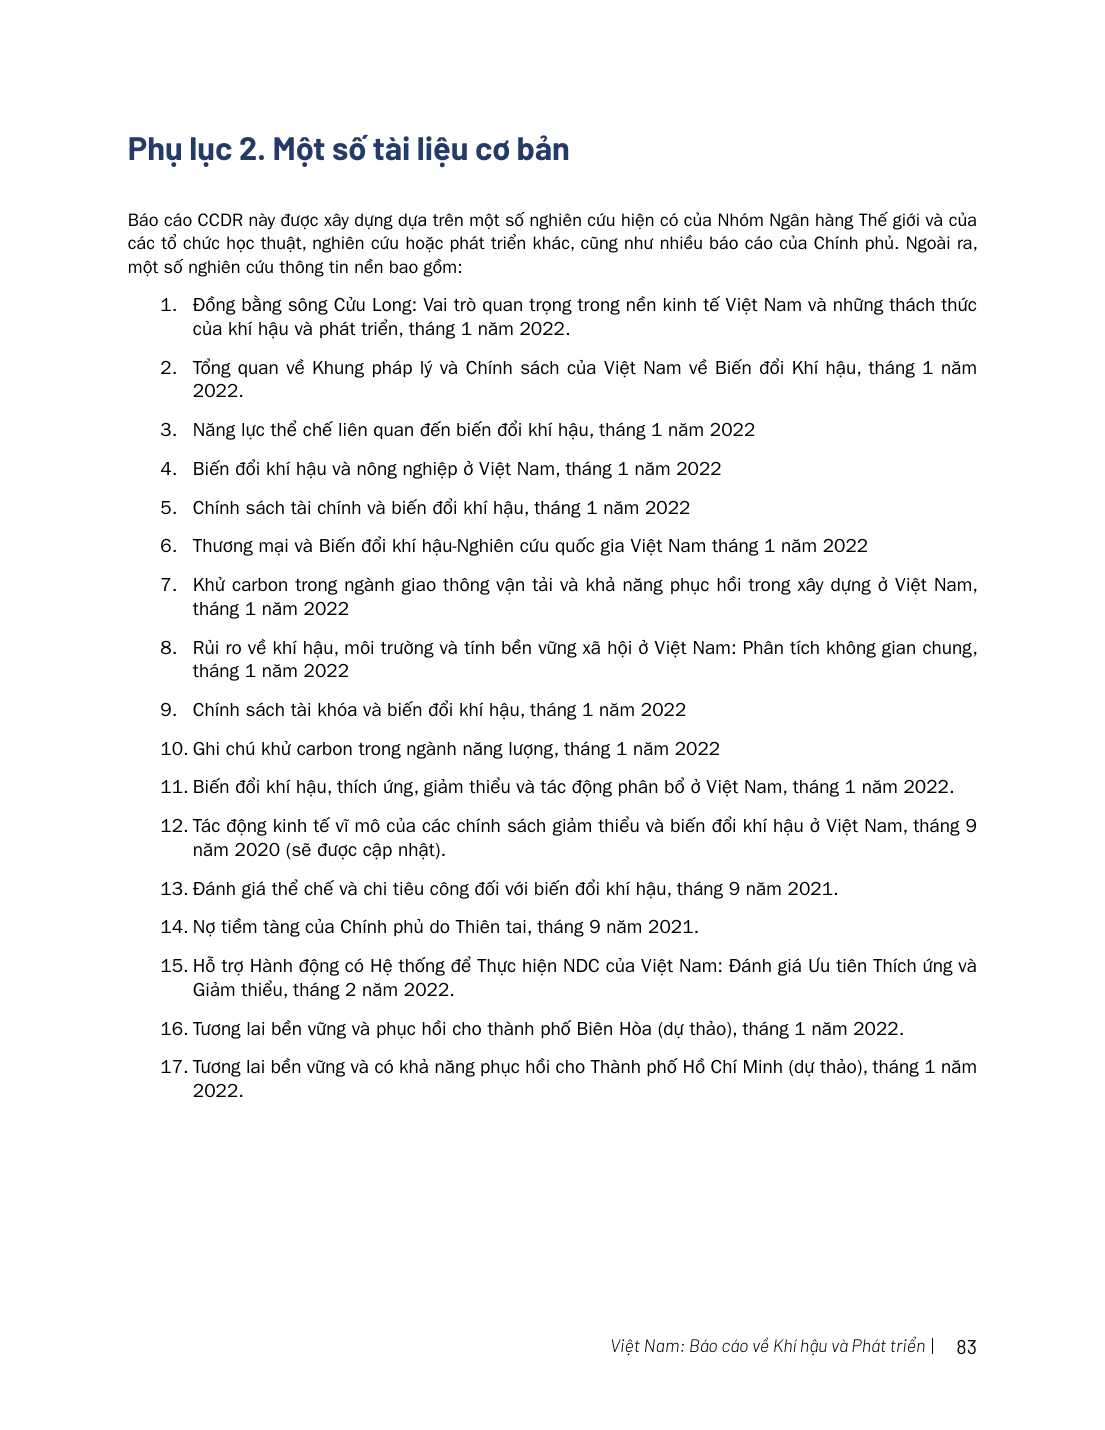 Phụ lục 2. Một số tài liệu cơ bản
Báo cáo CCDR này được xây dựng dựa trên một số nghiên cứu hiện có của Nhóm Ngân hàng Thế giới và của
các tổ chức học thuật, nghiên cứu hoặc phát triển khác, cũng như nhiều báo cáo của Chính phủ. Ngoài ra,
một số nghiên cứu thông tin nền bao gồm:
1. Đồng bằng sông Cửu Long: Vai trò quan trọng trong nền kinh tế Việt Nam và những thách thức
của khí hậu và phát triển, tháng 1 năm 2022.
2. Tổng quan về Khung pháp lý và Chính sách của Việt Nam về Biến đổi Khí hậu, tháng 1 năm
2022.
3. Năng lực thể chế liên quan đến biến đổi khí hậu, tháng 1 năm 2022
4. Biến đổi khí hậu và nông nghiệp ở Việt Nam, tháng 1 năm 2022
5. Chính sách tài chính và biến đổi khí hậu, tháng 1 năm 2022
6. Thương mại và Biến đổi khí hậu-Nghiên cứu quốc gia Việt Nam tháng 1 năm 2022
7. Khử carbon trong ngành giao thông vận tải và khả năng phục hồi trong xây dựng ở Việt Nam,
tháng 1 năm 2022
8. Rủi ro về khí hậu, môi trường và tính bền vững xã hội ở Việt Nam: Phân tích không gian chung,
tháng 1 năm 2022
9. Chính sách tài khóa và biến đổi khí hậu, tháng 1 năm 2022
10. Ghi chú khử carbon trong ngành năng lượng, tháng 1 năm 2022
11. Biến đổi khí hậu, thích ứng, giảm thiểu và tác động phân bổ ở Việt Nam, tháng 1 năm 2022.
12. Tác động kinh tế vĩ mô của các chính sách giảm thiểu và biến đổi khí hậu ở Việt Nam, tháng 9
năm 2020 (sẽ được cập nhật).
13. Đánh giá thể chế và chi tiêu công đối với biến đổi khí hậu, tháng 9 năm 2021.
14. Nợ tiềm tàng của Chính phủ do Thiên tai, tháng 9 năm 2021.
15. Hỗ trợ Hành động có Hệ thống để Thực hiện NDC của Việt Nam: Đánh giá Ưu tiên Thích ứng và
Giảm thiểu, tháng 2 năm 2022.
16. Tương lai bền vững và phục hồi cho thành phố Biên Hòa (dự thảo), tháng 1 năm 2022.
17. Tương lai bền vững và có khả năng phục hồi cho Thành phố Hồ Chí Minh (dự thảo), tháng 1 năm
2022.
Việt Nam: Báo cáo về Khí hậu và Phát triển | 83